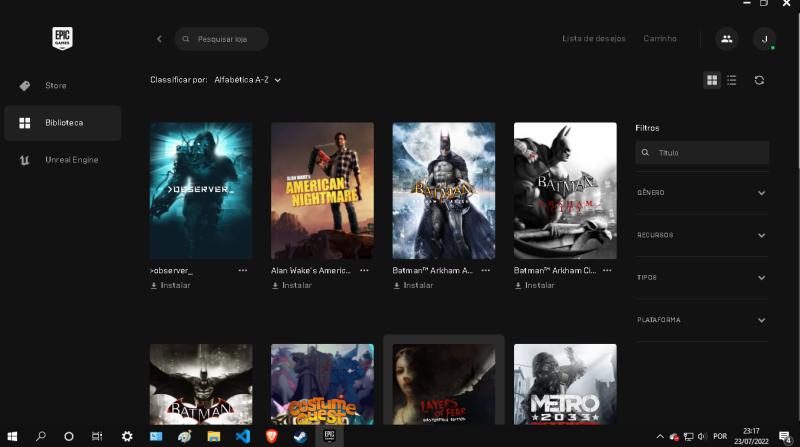 EPIC
GAMES
Pesquisar loja
Lista de desejos
Carrinho
J
Store
Classificar por: Alfabética A-Z
Biblioteca
Unreal Engine
>OBSERVER_
ALAN WAKE'S
AMERICAN
NIGHTMARE
BATMAN
ARKHAM ASYLUM
BATMAN
ARKHAM
CITY
Filtros
Título
GÊNERO
RECURSOS
TIPOS
PLATAFORMA
>observer_ ...
Alan Wake's Americ... ...
Batman™ Arkham A... ...
Batman™ Arkham Ci... ...
Instalar
Instalar
Instalar
Instalar
BATMAN
COSTUME
QUEST
LAYERS
OF FEAR
MASTERPIECE EDITION
METRO
2033
EPIC
POR
23:17
23/07/2022
4